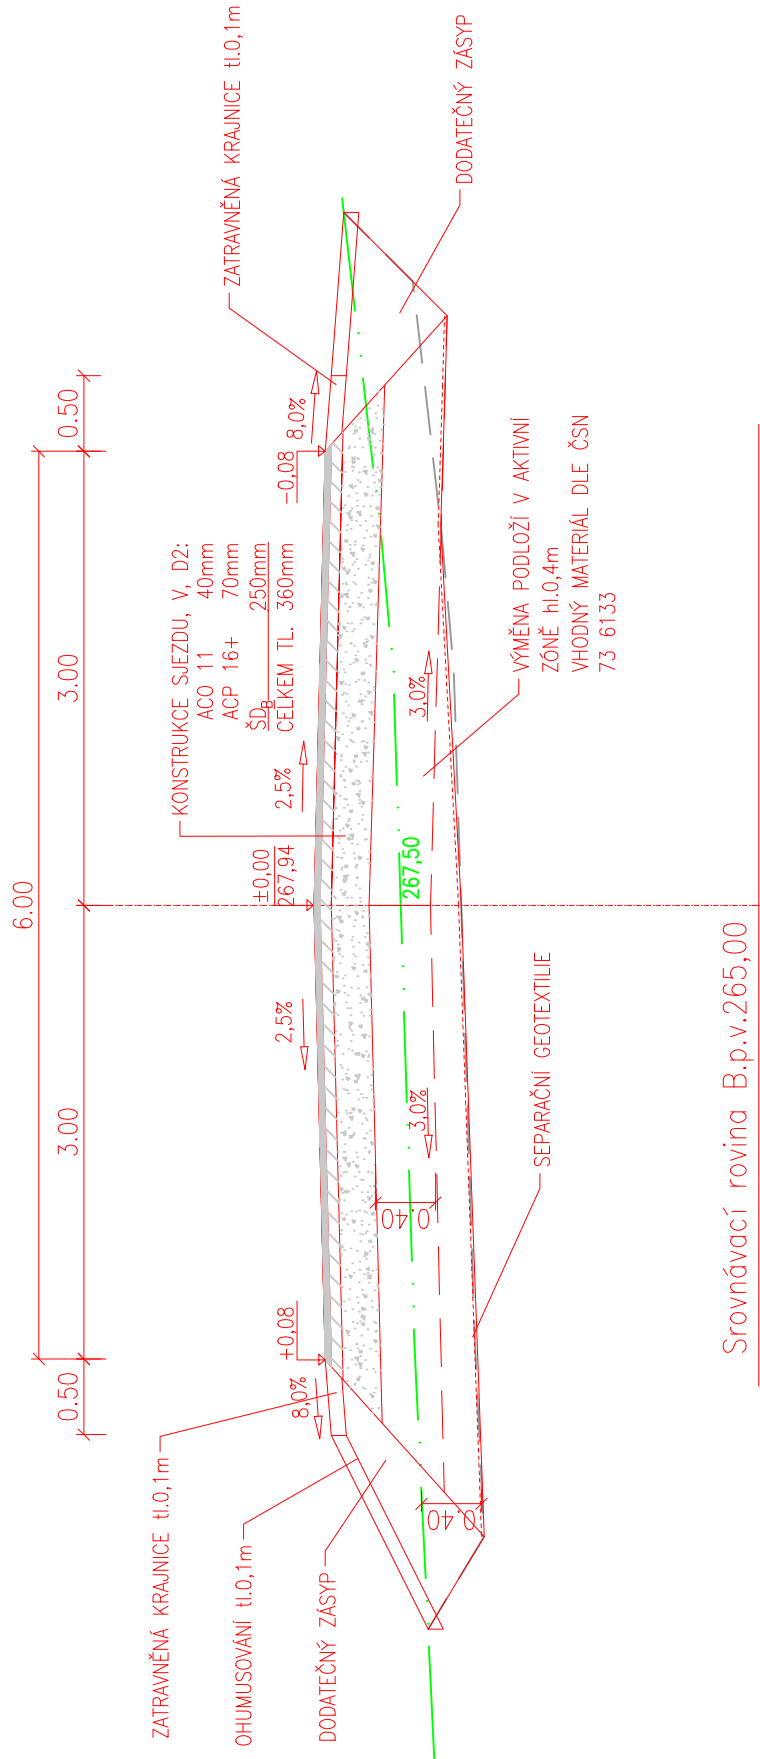 6.00
0.50
3.00
3.00
0.50
ZATRAVNĚNÁ KRAJNICE tl.0,1m
OHUMUSOVÁNÍ tl.0,1m
DODATEČNÝ ZÁSYP
8,0%
+0,08
2,5%
±0,00
267,94
2,5%
KONSTRUKCE SJEZDU, V, D2:
ACO 11 40mm
ACP 16+ 70mm
ŠDB 250mm
CELKEM TL. 360mm
-0,08
8,0%
ZATRAVNĚNÁ KRAJNICE tl.0,1m
DODATEČNÝ ZÁSYP
0.40
0.40
3,0%
267,50
3,0%
SEPARAČNÍ GEOTEXTILIE
VÝMĚNA PODLOŽÍ V AKTIVNÍ
ZÓNĚ hl.0,4m
VHODNÝ MATERIÁL DLE ČSN
73 6133
Srovnávací rovina B.p.v.265,00